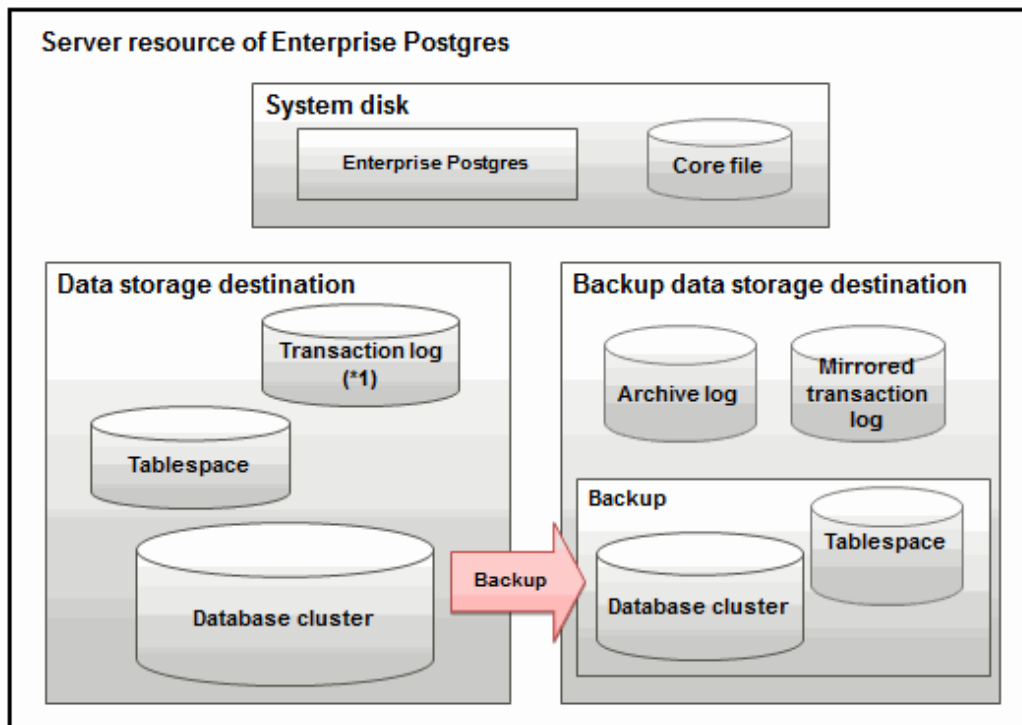 Server resource of Enterprise Postgres
System disk
Enterprise Postgres
Core file
Data storage destination
Transaction log
(*1)
Tablespace
Database cluster
Backup
Backup data storage destination
Archive log
Mirrored
transaction
log
Backup
Tablespace
Database cluster